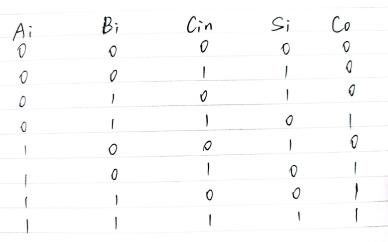 Ai Bi Cin Si Co
0 0 0 0 0
0 0 1 1 0
0 1 0 1 0
0 1 1 0 1
1 0 0 1 0
1 0 1 0 1
1 1 0 0 1
1 1 1 1 1